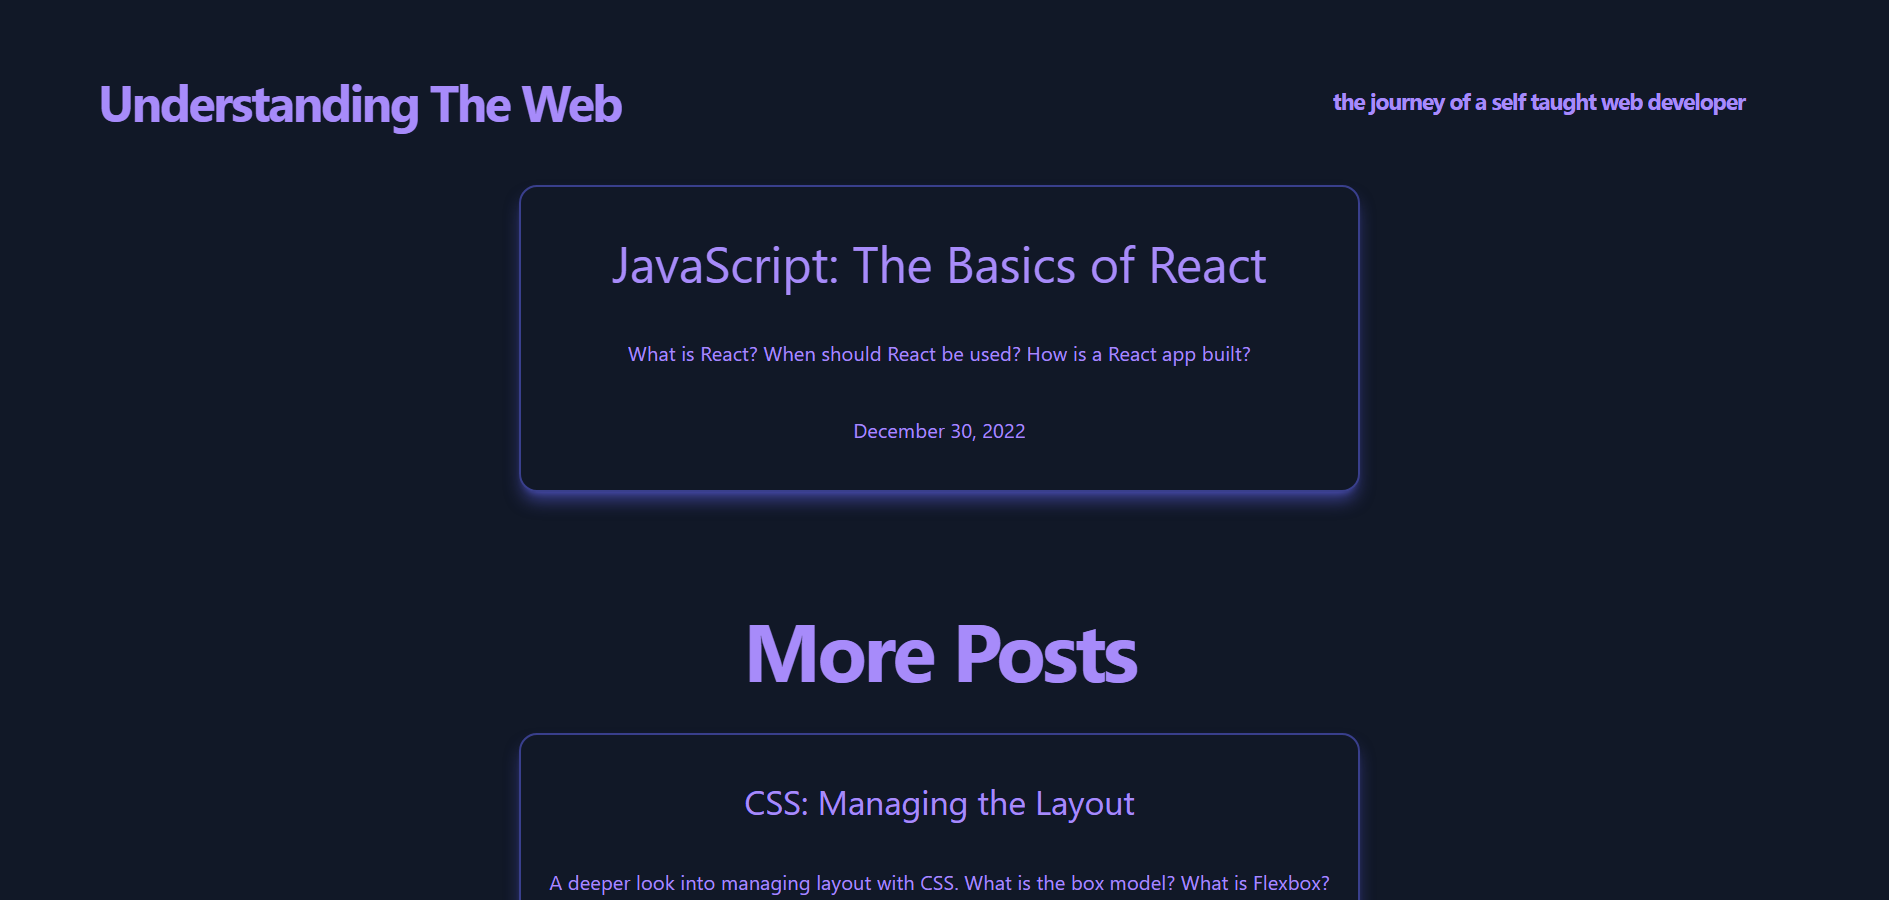 Understanding The Web
the journey of a self taught web developer
JavaScript: The Basics of React
What is React? When should React be used? How is a React app built?
December 30, 2022
More Posts
CSS: Managing the Layout
A deeper look into managing layout with CSS. What is the box model? What is Flexbox?